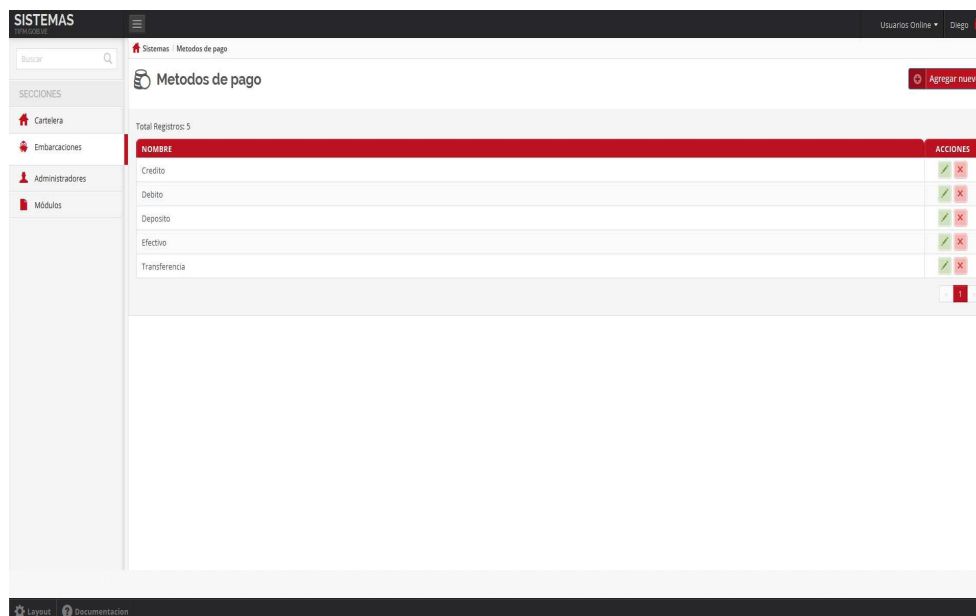 SISTEMAS
TIFM.GOB.VE
Usuarios Online
Diego
Buscar
Sistemas
Metodos de pago
Metodos de pago
Agregar nuev
SECCIONES
Cartelera
Embarcaciones
Administradores
Módulos
Total Registros: 5
NOMBRE
ACCIONES
Credito
Debito
Deposito
Efectivo
Transferencia
1
Layout
Documentacion